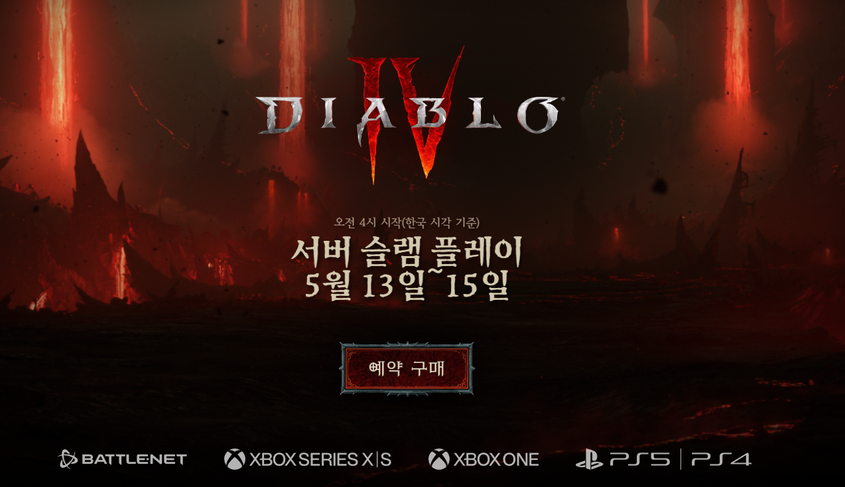 DIABLO
IV
오전 4시 시작(한국 시각 기준)
서버 슬램 플레이
5월 13일~15일
예약 구매
BATTLE.NET XBOX SERIES X|S XBOX ONE PS5 | PS4